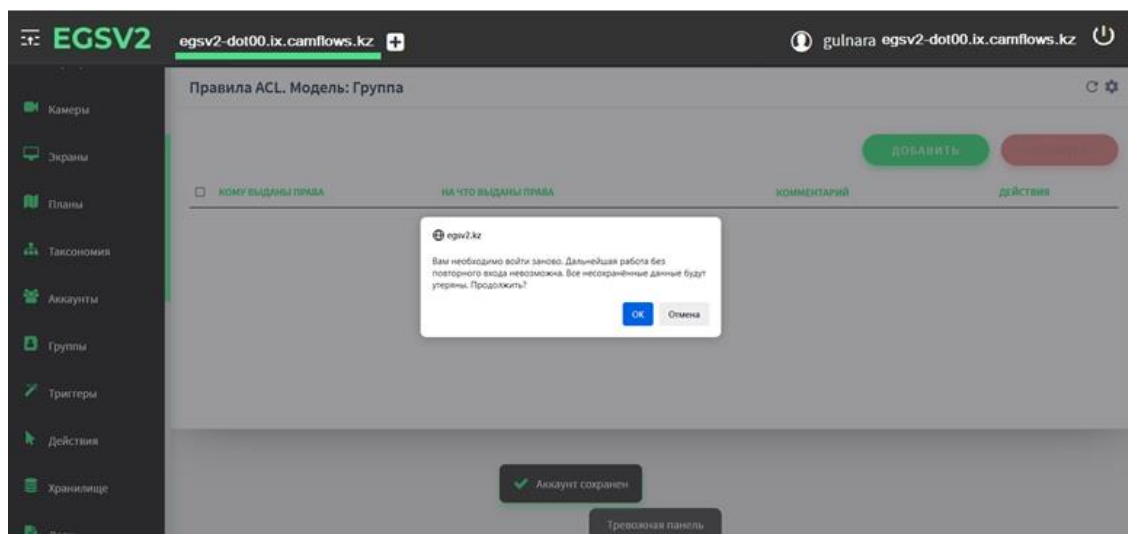 EGSV2
egsv2-dot00.ix.camflows.kz
gulnara egsv2-dot00.ix.camflows.kz
Правила ACL. Модель: Группа
Камеры
Экраны
Планы
Таксономия
Аккаунты
Группы
Триггеры
Действия
Хранилище
ДОБАВИТЬ
КОМУ ВЫДАНЫ ПРАВА
НА ЧТО ВЫДАНЫ ПРАВА
КОММЕНТАРИЙ
ДЕЙСТВИЯ
egsv2.kz
Вам необходимо войти заново. Дальнейшая работа без
повторного входа невозможна. Все несохранённые данные будут
утеряны. Продолжить?
ОК
Отмена
Аккаунт сохранен
Тревожная панель